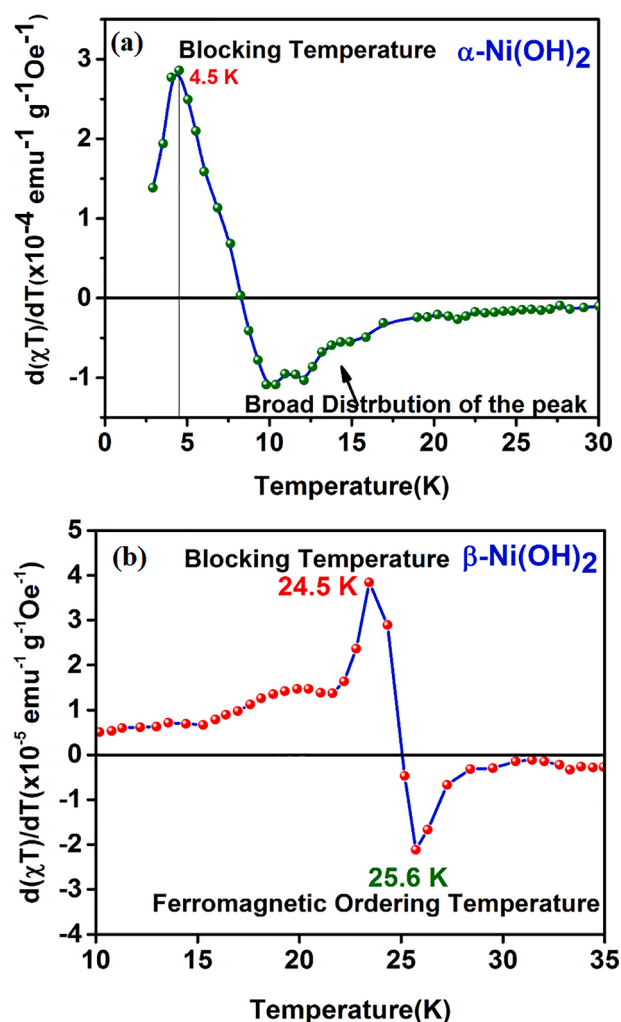 (a)
Blocking Temperature
α-Ni(OH)2
4.5 K
d(χT)/dT(x10-4 emu-1 g-1Oe-1)
3
2
1
0
-1
Broad Distrbution of the peak
0 5 10 15 20 25 30
Temperature(K)
(b)
Blocking Temperature
β-Ni(OH)2
24.5 K
d(χT)/dT(x10-5 emu-1 g-1Oe-1)
5
4
3
2
1
0
-1
-2
-3
-4
25.6 K
Ferromagnetic Ordering Temperature
10 15 20 25 30 35
Temperature(K)